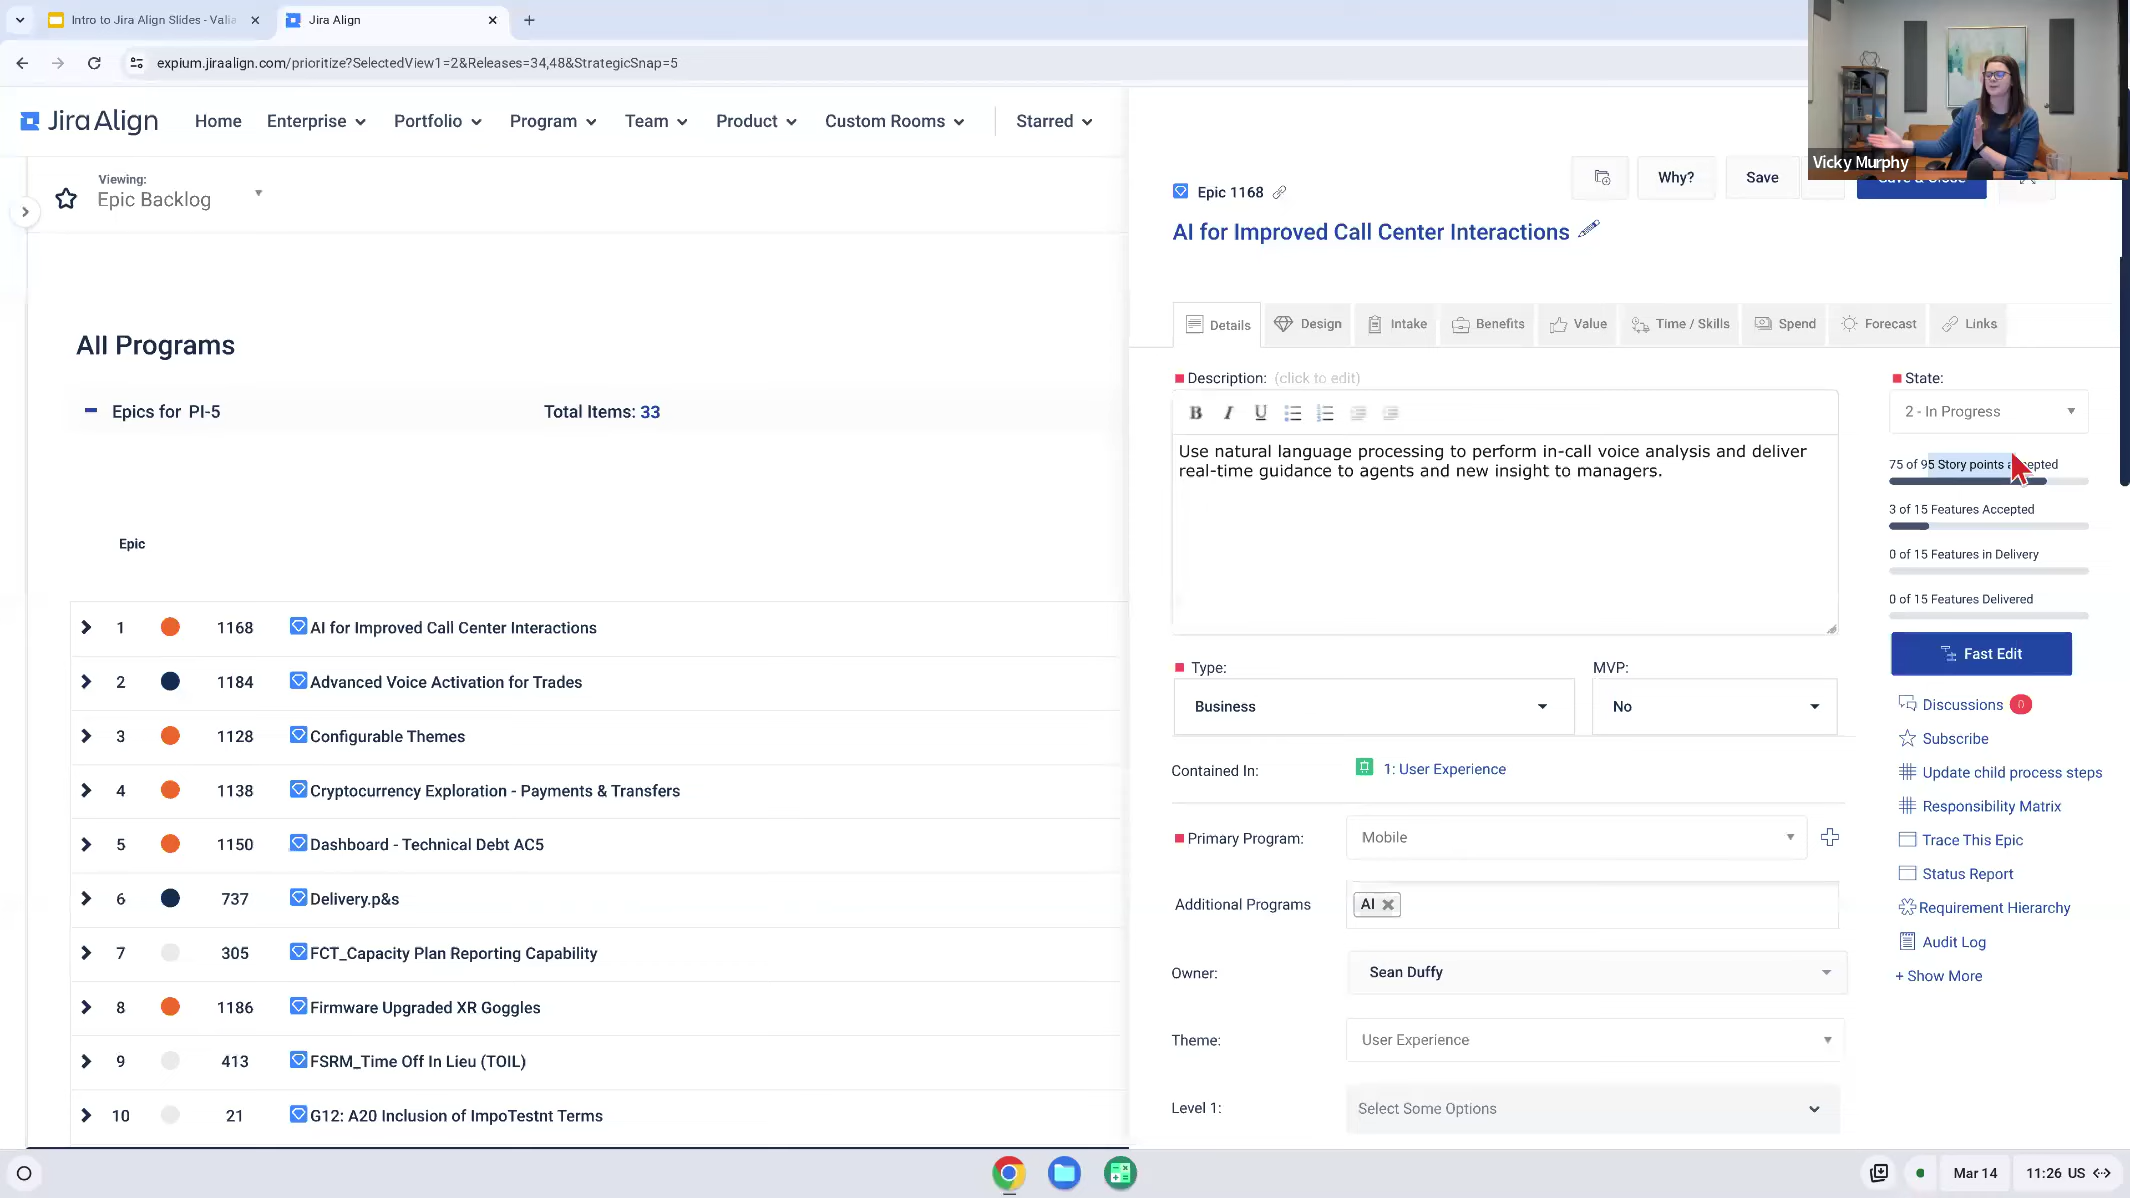 Intro to Jira Align Slides - Valia
Jira Align
expium.jiraalign.com/prioritize?SelectedView1=2&Releases=34,48&StrategicSnap=5
Jira Align
Home
Enterprise
Portfolio
Program
Team
Product
Custom Rooms
Starred
Vicky Murphy
Viewing:
Epic Backlog
Epic 1168
Why?
Save
Save & Close
AI for Improved Call Center Interactions
Details
Design
Intake
Benefits
Value
Time / Skills
Spend
Forecast
Links
All Programs
Epics for PI-5
Total Items: 33
Epic
1 1168 AI for Improved Call Center Interactions
2 1184 Advanced Voice Activation for Trades
3 1128 Configurable Themes
4 1138 Cryptocurrency Exploration - Payments & Transfers
5 1150 Dashboard - Technical Debt AC5
6 737 Delivery.p&s
7 305 FCT_Capacity Plan Reporting Capability
8 1186 Firmware Upgraded XR Goggles
9 413 FSRM_Time Off In Lieu (TOIL)
10 21 G12: A20 Inclusion of ImpoTestnt Terms
Description: (click to edit)
B I U
Use natural language processing to perform in-call voice analysis and deliver
real-time guidance to agents and new insight to managers.
Type:
Business
MVP:
No
Contained In:
1: User Experience
Primary Program:
Mobile
Additional Programs
AI
Owner:
Sean Duffy
Theme:
User Experience
Level 1:
Select Some Options
State:
2 - In Progress
75 of 95 Story points accepted
3 of 15 Features Accepted
0 of 15 Features in Delivery
0 of 15 Features Delivered
Fast Edit
Discussions 0
Subscribe
Update child process steps
Responsibility Matrix
Trace This Epic
Status Report
Requirement Hierarchy
Audit Log
+ Show More
Mar 14
11:26 US